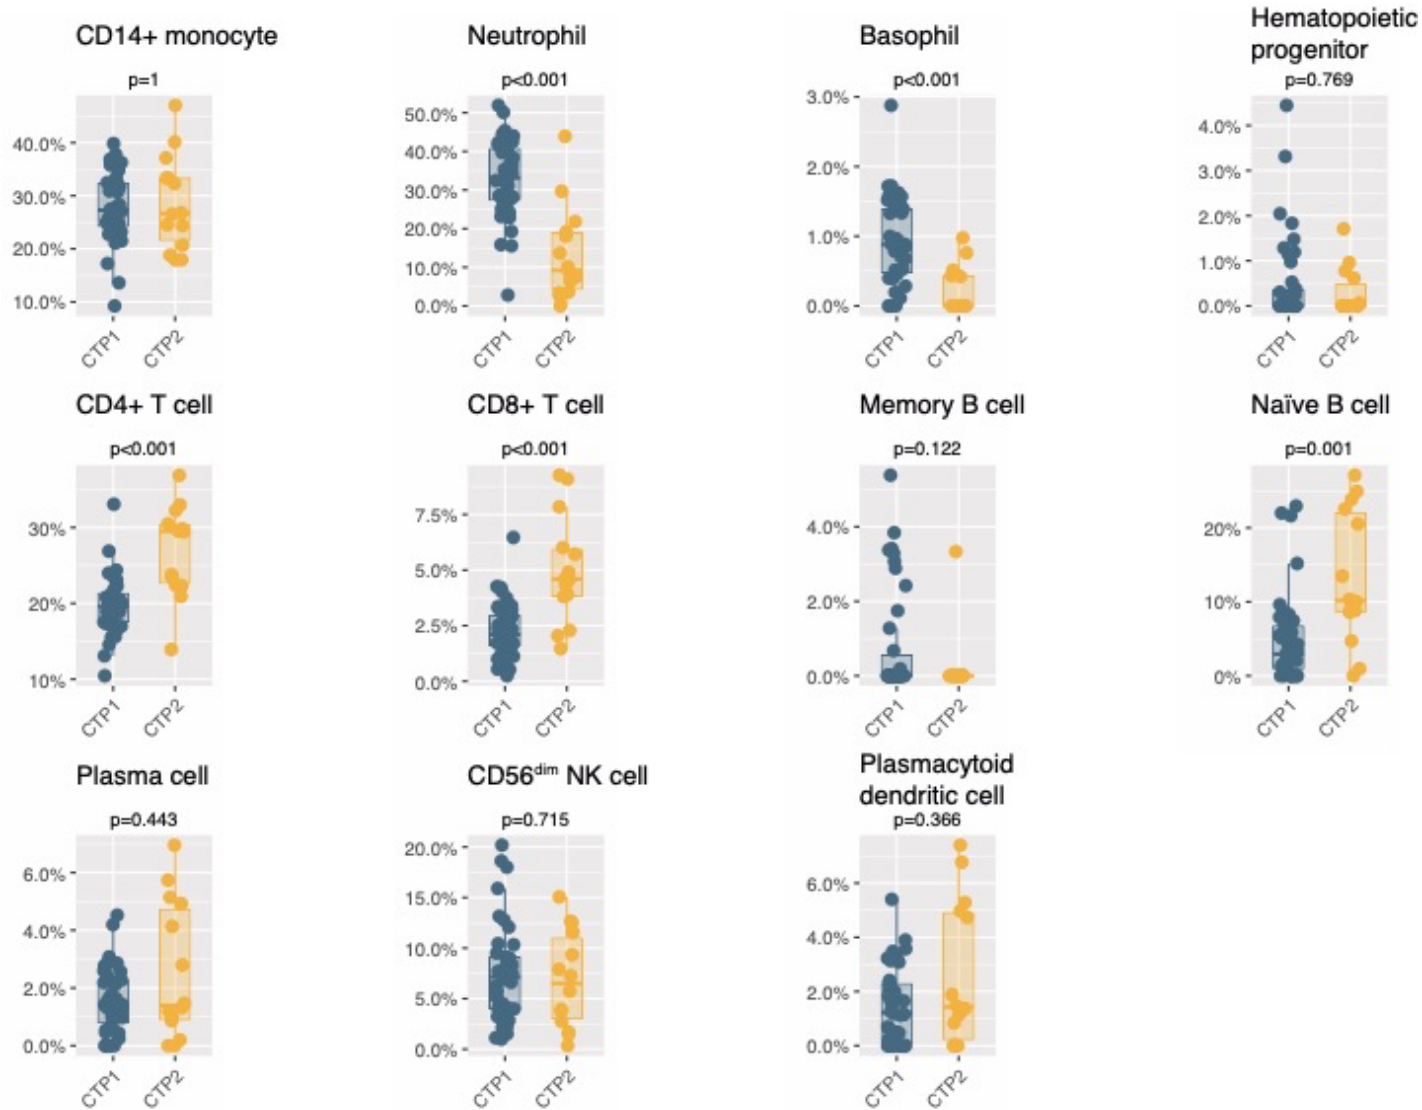 CD14+ monocyte
p=1
40.0%
30.0%
20.0%
10.0%
CTP1
CTP2
Neutrophil
p<0.001
50.0%
40.0%
30.0%
20.0%
10.0%
0.0%
CTP1
CTP2
Basophil
p<0.001
3.0%
2.0%
1.0%
0.0%
CTP1
CTP2
Hematopoietic
progenitor
p=0.769
4.0%
3.0%
2.0%
1.0%
0.0%
CTP1
CTP2
CD4+ T cell
p<0.001
30%
20%
10%
CTP1
CTP2
CD8+ T cell
p<0.001
7.5%
5.0%
2.5%
0.0%
CTP1
CTP2
Memory B cell
p=0.122
4.0%
2.0%
0.0%
CTP1
CTP2
Naïve B cell
p=0.001
20%
10%
0%
CTP1
CTP2
Plasma cell
p=0.443
6.0%
4.0%
2.0%
0.0%
CTP1
CTP2
CD56dim NK cell
p=0.715
20.0%
15.0%
10.0%
5.0%
0.0%
CTP1
CTP2
Plasmacytoid
dendritic cell
p=0.366
6.0%
4.0%
2.0%
0.0%
CTP1
CTP2